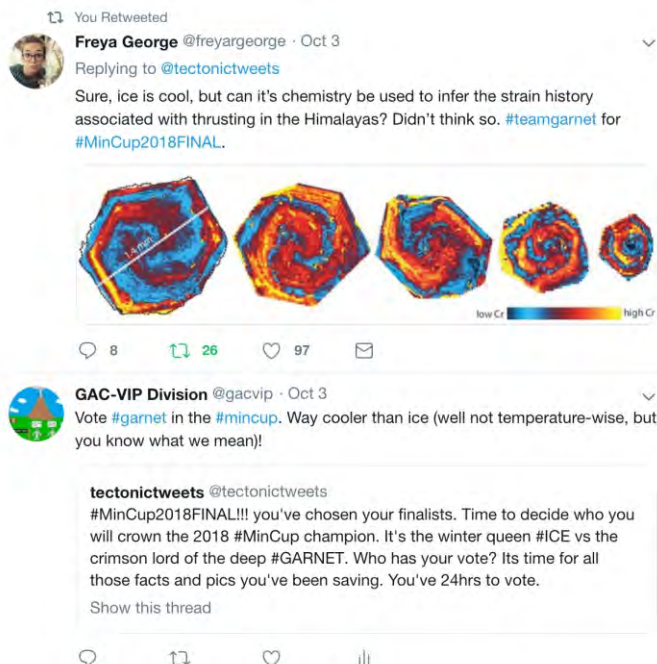 You Retweeted
Freya George @freyargeorge · Oct 3
Replying to @tectonictweets
Sure, ice is cool, but can it's chemistry be used to infer the strain history
associated with thrusting in the Himalayas? Didn't think so. #teamgarnet for
#MinCup2018FINAL.
1.4 mm
low Cr high Cr
8 26 97
GAC-VIP Division @gacvip · Oct 3
Vote #garnet in the #mincup. Way cooler than ice (well not temperature-wise, but
you know what we mean)!
tectonictweets @tectonictweets
#MinCup2018FINAL!!! you've chosen your finalists. Time to decide who you
will crown the 2018 #MinCup champion. It's the winter queen #ICE vs the
crimson lord of the deep #GARNET. Who has your vote? Its time for all
those facts and pics you've been saving. You've 24hrs to vote.
Show this thread